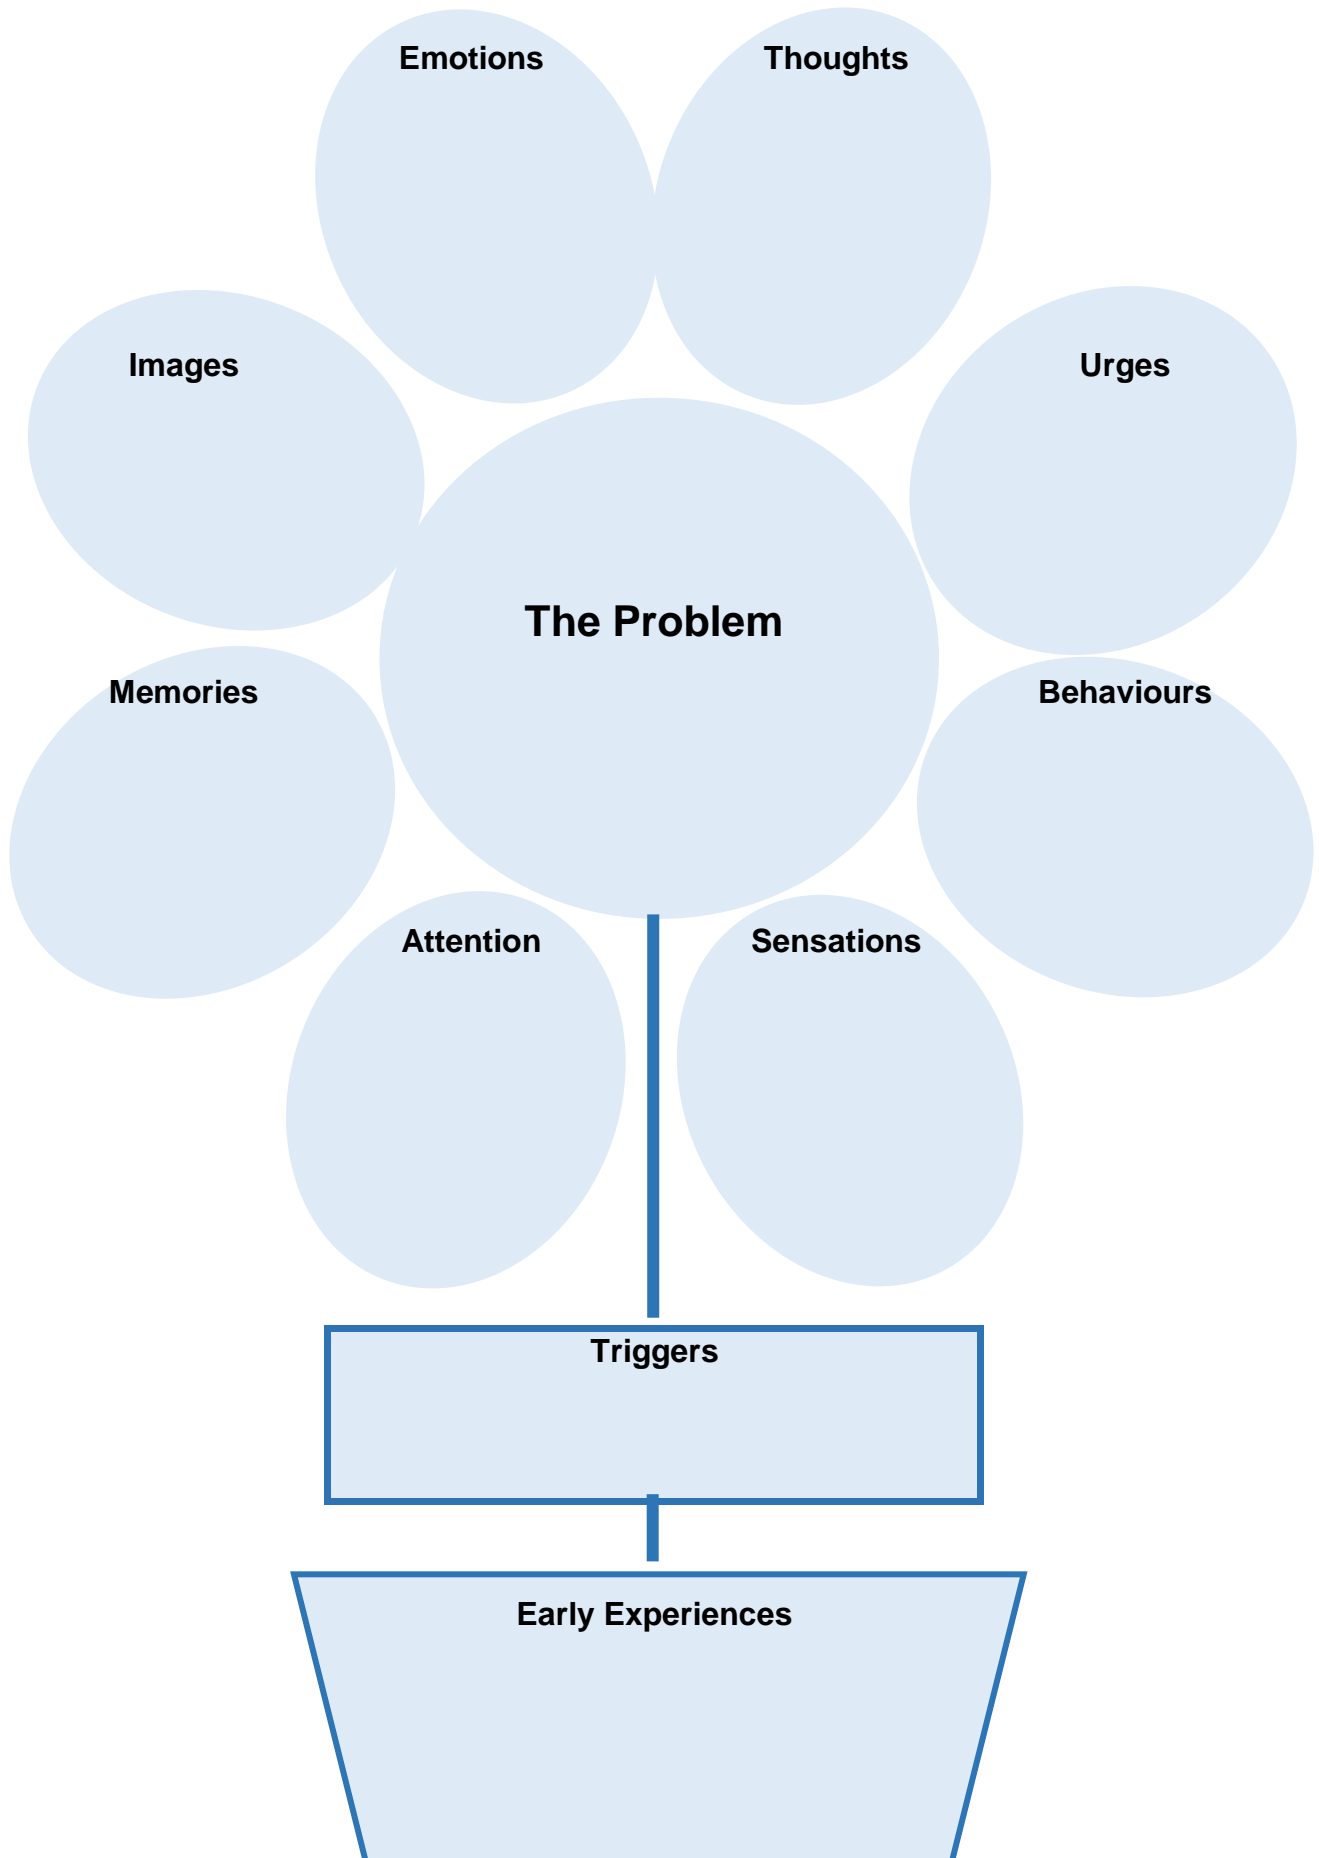 Emotions
Thoughts
Images
Urges
The Problem
Memories
Behaviours
Attention
Sensations
Triggers
Early Experiences